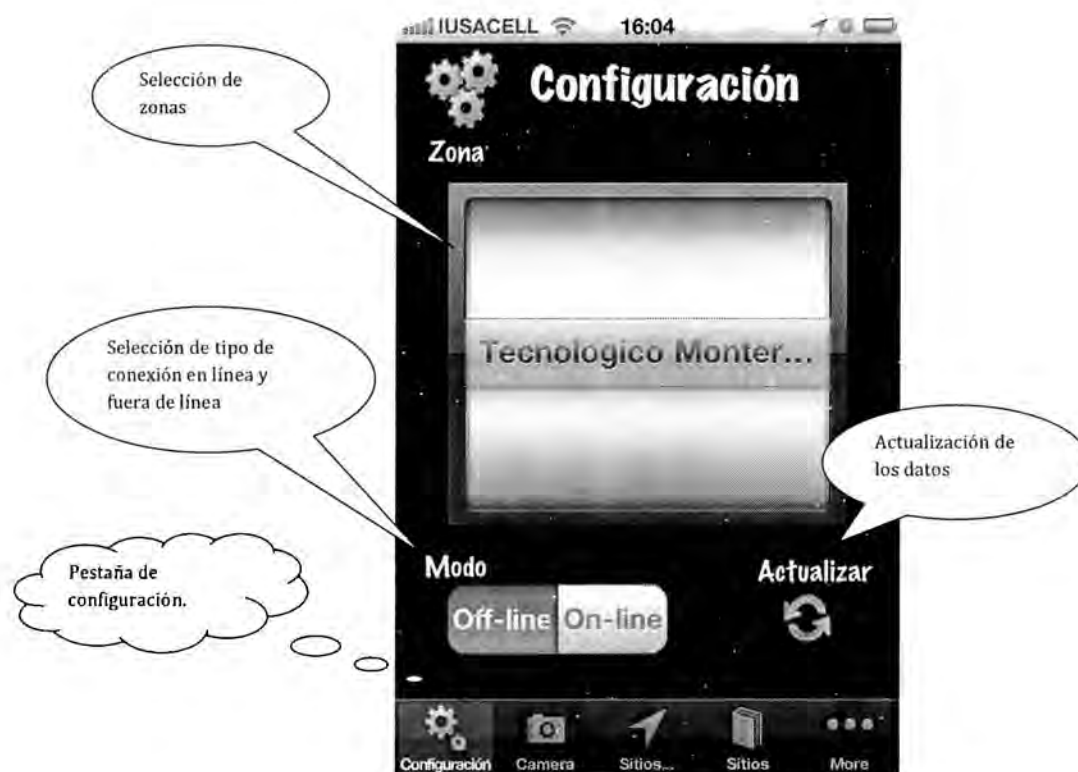 IUSACELL 16:04
Selección de
zonas
Configuración
Zona
Tecnologico Monter...
Selección de tipo de
conexión en línea y
fuera de línea
Actualización de
los datos
Pestaña de
configuración.
Modo
Actualizar
Off-line On-line
Configuración Camera Sitios... Sitios More